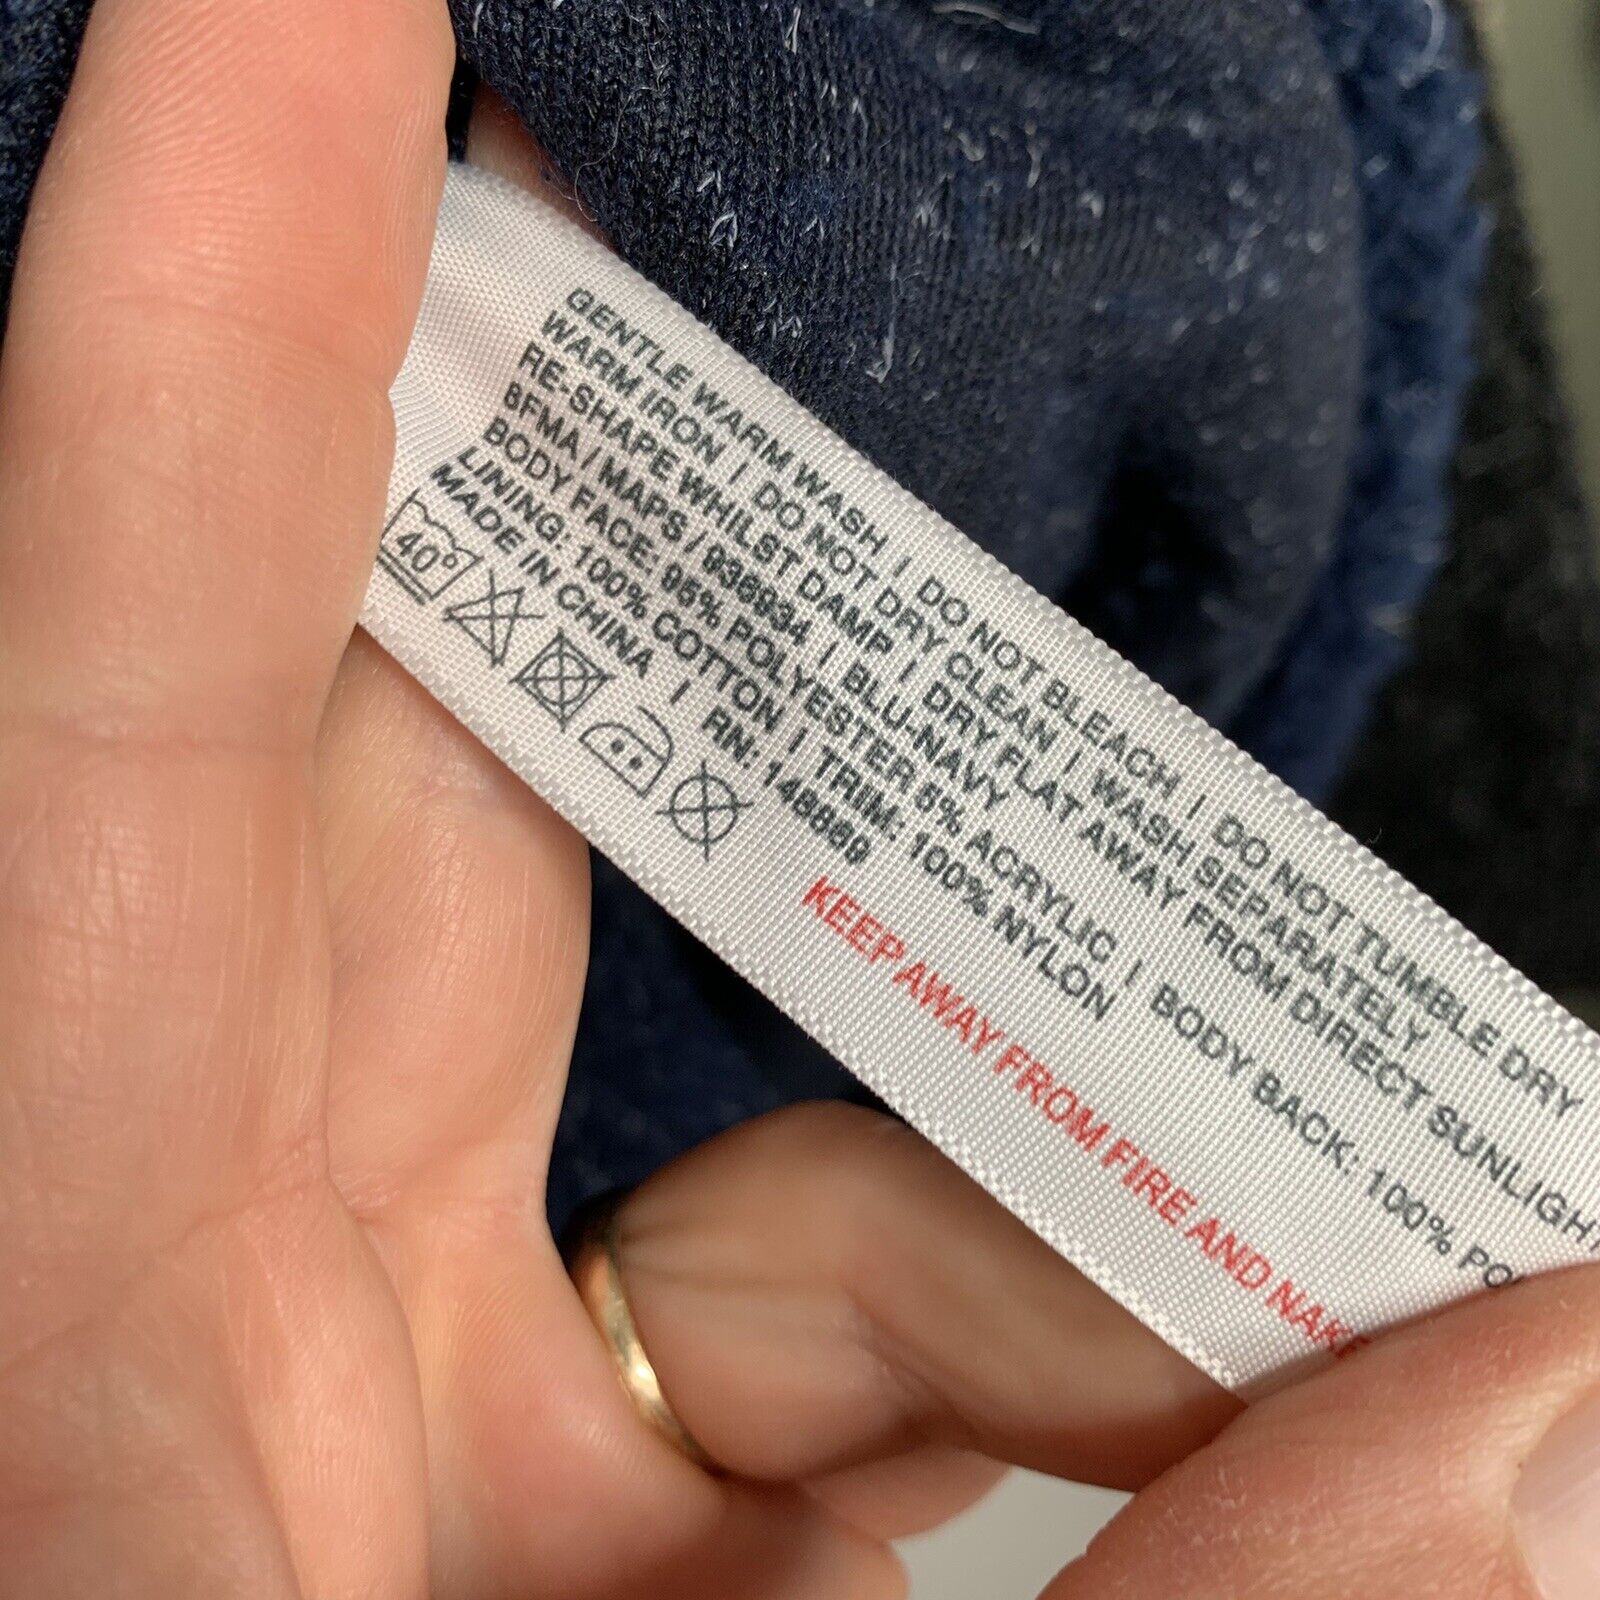 GENTLE WARM WASH | DO NOT BLEACH | DO NOT TUMBLE DRY
WARM IRON | DO NOT DRY CLEAN | WASH SEPARATELY
RE-SHAPE WHILST DAMP | DRY FLAT AWAY FROM DIRECT SUNLIGHT
8FMA / MAPS / 936934 | BLU-NAVY
BODY FACE: 95% POLYESTER 5% ACRYLIC | BODY BACK: 100%
LINING: 100% COTTON | TRIM: 100% NYLON
MADE IN CHINA | RN: 148869
40°
KEEP AWAY FROM FIRE AND